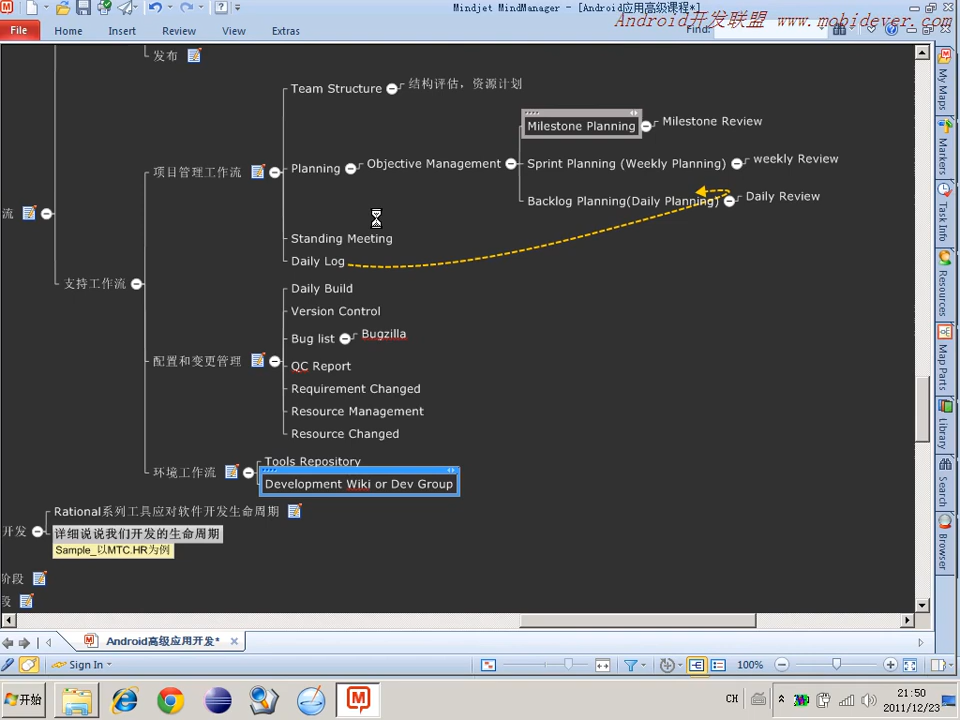 Mindjet MindManager - [Android应用高级课程*]
Android开发联盟 www.mobidever.com
File
Home
Insert
Review
View
Extras
Find:
发布
Team Structure
结构评估，资源计划
Milestone Planning
Milestone Review
项目管理工作流
Planning
Objective Management
Sprint Planning (Weekly Planning)
weekly Review
Backlog Planning(Daily Planning)
Daily Review
流
Standing Meeting
Daily Log
支持工作流
Daily Build
Version Control
Bug list
Bugzilla
配置和变更管理
QC Report
Requirement Changed
Resource Management
Resource Changed
环境工作流
Tools Repository
Development Wiki or Dev Group
Rational系列工具应对软件开发生命周期
开发
详细说说我们开发的生命周期
Sample_以MTC.HR为例
阶段
段
My Maps
Markers
Task Info
Resources
Map Parts
Library
Search
Browser
Android高级应用开发*
Sign In
100%
开始
CH
21:50
2011/12/23